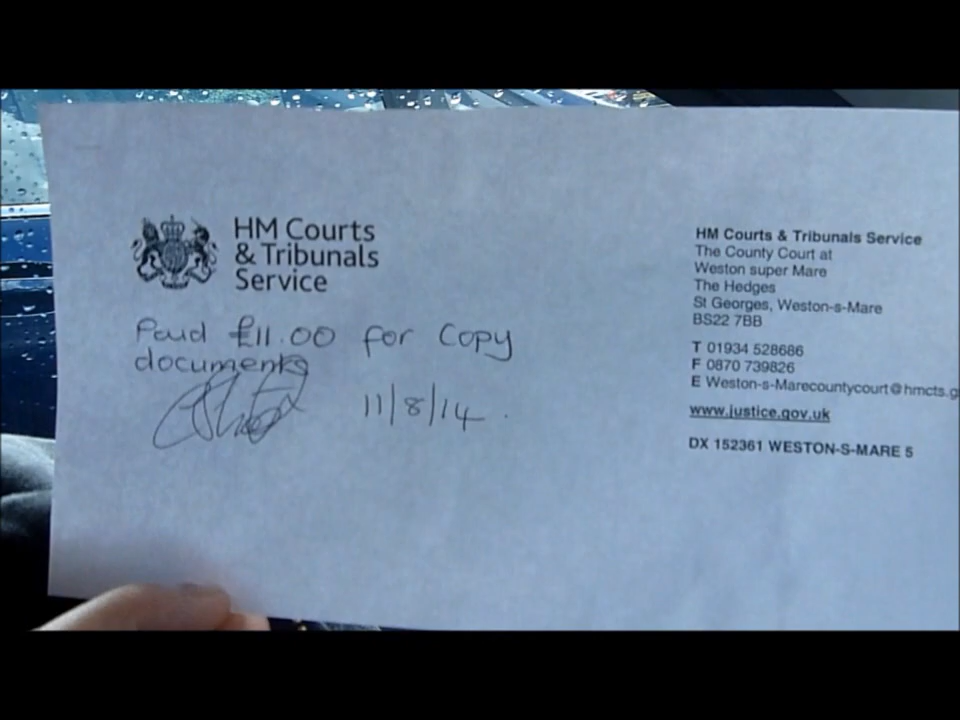 HM Courts
& Tribunals
Service
Paid £11.00 for Copy
documents
11/8/14.
HM Courts & Tribunals Service
The County Court at
Weston super Mare
The Hedges
St Georges, Weston-s-Mare
BS22 7BB
T 01934 528686
F 0870 739826
E Weston-s-Marecountycourt@hmcts.g
www.justice.gov.uk
DX 152361 WESTON-S-MARE 5